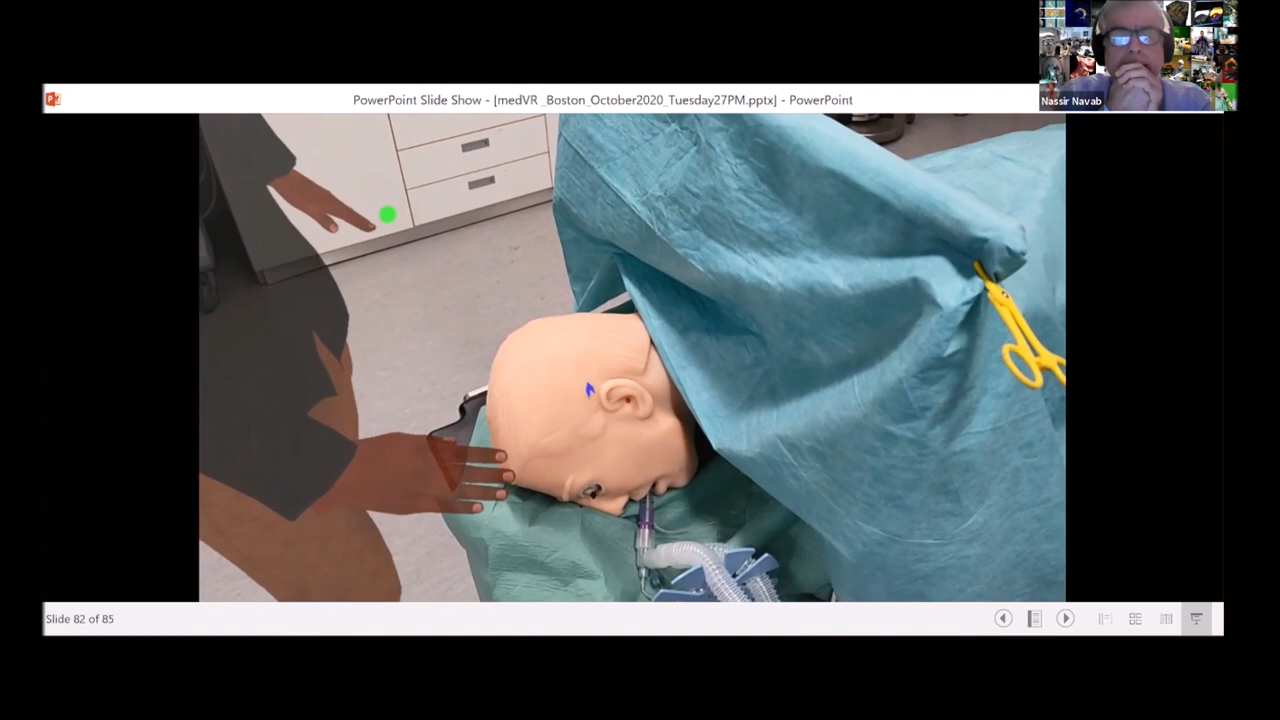 Nassir Navab
PowerPoint Slide Show - [medVR _Boston_October2020_Tuesday27PM.pptx] - PowerPoint
Slide 82 of 85